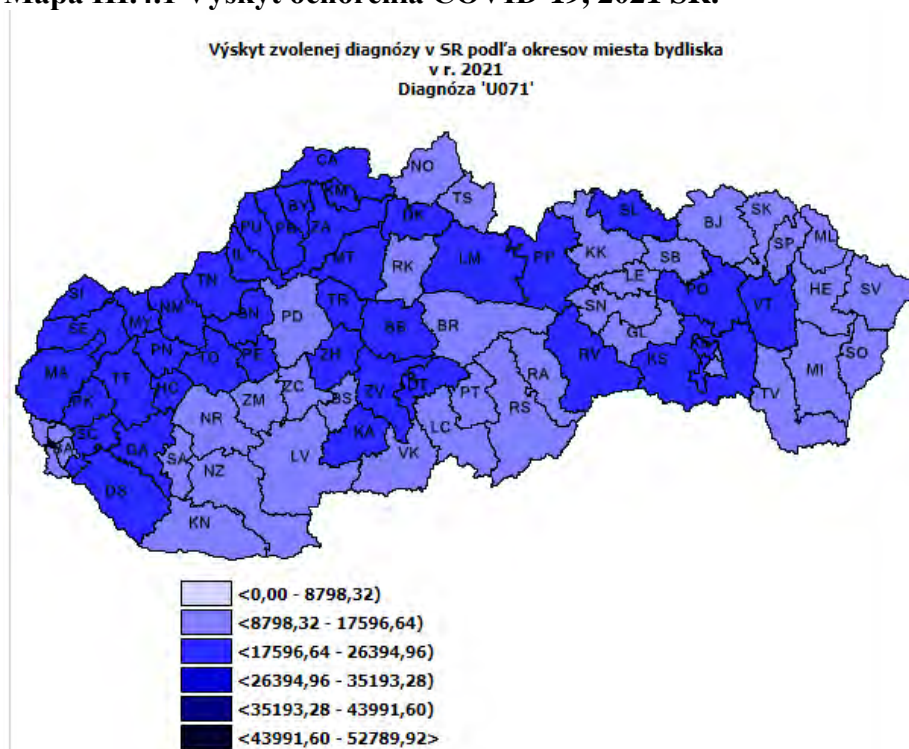 Mapa III.4.1 Výskyt ochorenia COVID-19, 2021 SR.
Výskyt zvolenej diagnózy v SR podľa okresov miesta bydliska
v r. 2021
Diagnóza 'U071'
CA
NO
KM
TS
BY
DK
SL
SK
BJ
PU
PB
ZA
SP
ML
IL
MT
RK
LM
PP
KK
SB
LE
HE
SV
TN
PO
VT
SI
NM
BN
PD
TR
SN
SE
MY
BB
BR
GL
PN
TO
PE
ZH
RV
KS
SO
MA
TT
HC
ZC
ZV
DT
PT
RA
MI
PK
ZM
BS
TV
NR
RS
SC
GA
KA
LC
SA
LV
VK
NZ
DS
KN
<0,00 - 8798,32)
<8798,32 - 17596,64)
<17596,64 - 26394,96)
<26394,96 - 35193,28)
<35193,28 - 43991,60)
<43991,60 - 52789,92>